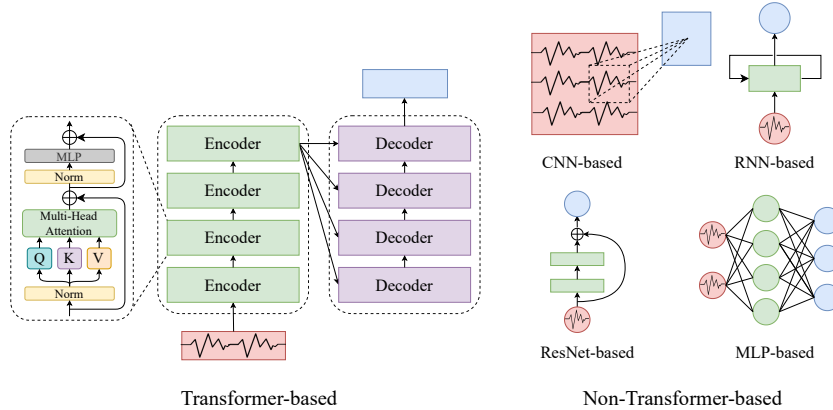 MLP
Norm
Multi-Head
Attention
Q K V
Norm
Encoder
Encoder
Encoder
Encoder
Decoder
Decoder
Decoder
Decoder
Transformer-based
CNN-based
RNN-based
ResNet-based
MLP-based
Non-Transformer-based